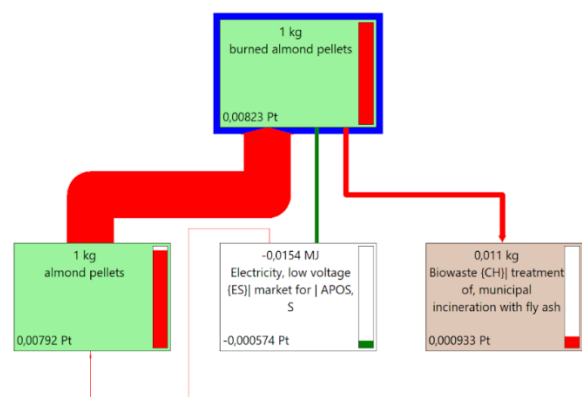 1 kg
burned almond pellets
0,00823 Pt
1 kg
almond pellets
0,00792 Pt
-0,0154 MJ
Electricity, low voltage
{ES}| market for | APOS,
S
-0,000574 Pt
0,011 kg
Biowaste {CH}| treatment
of, municipal
incineration with fly ash
0,000933 Pt